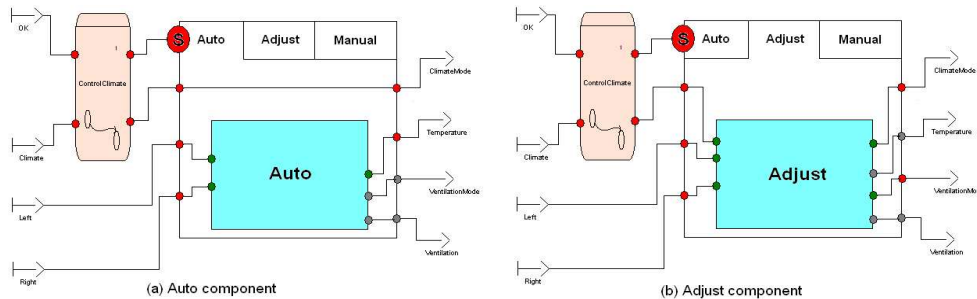 OK
$
Auto
Adjust
Manual
ControlClimate
ClimateMode
Climate
Temperature
Auto
VentilationMode
Left
Ventilation
Right
(a) Auto component
OK
$
Auto
Adjust
Manual
ControlClimate
ClimateMode
Climate
Temperature
Adjust
VentilationMo
Left
Ventilation
Right
(b) Adjust component